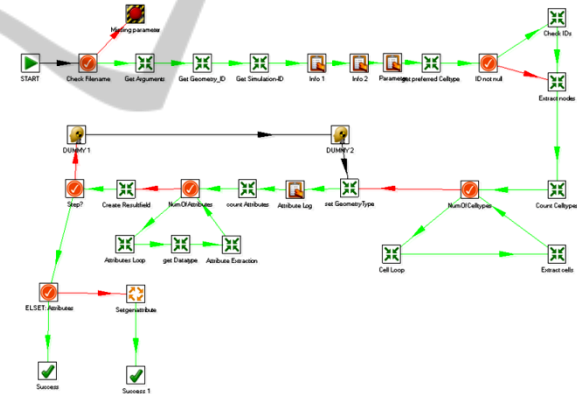 Missing parameter
Check IDs
START
Check Filename
Get Arguments
Get Geometry_ID
Get Simulation-ID
Info 1
Info 2
Parameter
get preferred Celltype
ID not null
Extract nodes
DUMMY 1
DUMMY 2
Step?
Create Resultfield
NumOfAttributes
count Attributes
Attribute Log
set GeometryType
NumOfCelltypes
Count Celltypes
Attributes Loop
get Datatype
Attribute Extraction
Cell Loop
Extract cells
ELSET: Attributes
Setgenattribute
Success
Success 1